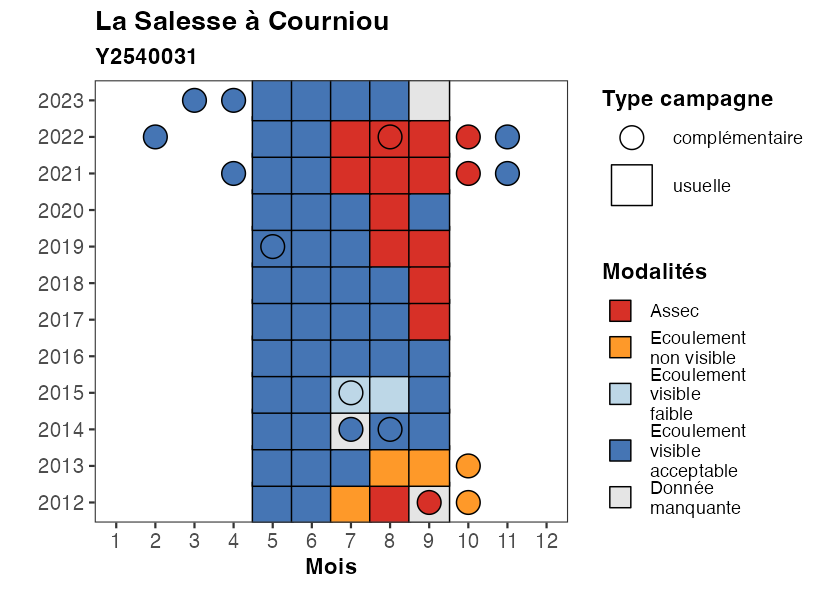 La Salesse à Courniou
Y2540031
2023
2022
2021
2020
2019
2018
2017
2016
2015
2014
2013
2012
1 2 3 4 5 6 7 8 9 10 11 12
Mois
Type campagne
complémentaire
usuelle
Modalités
Assec
Ecoulement
non visible
Ecoulement
visible
faible
Ecoulement
visible
acceptable
Donnée
manquante